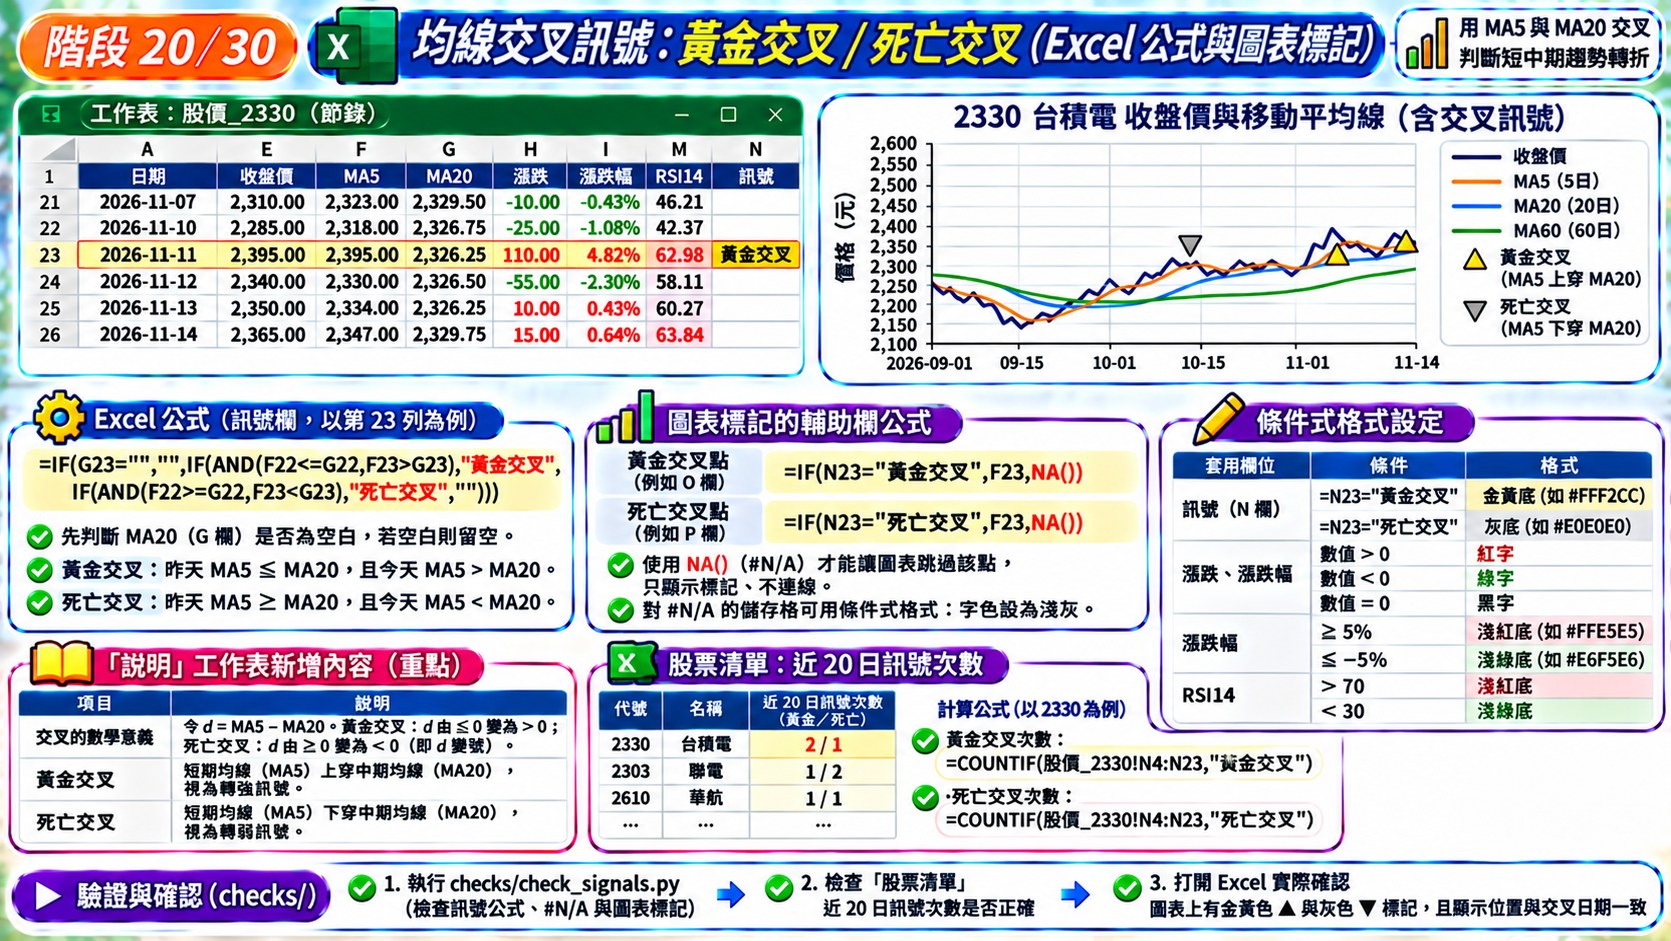 階段 20/30
X
均線交叉訊號：黃金交叉 / 死亡交叉 (Excel 公式與圖表標記)
用 MA5 與 MA20 交叉
判斷短中期趨勢轉折
工作表：股價_2330（節錄）
A E F G H I M N
1 日期 收盤價 MA5 MA20 漲跌 漲跌幅 RSI14 訊號
21 2026-11-07 2,310.00 2,323.00 2,329.50 -10.00 -0.43% 46.21
22 2026-11-10 2,285.00 2,318.00 2,326.75 -25.00 -1.08% 42.37
23 2026-11-11 2,395.00 2,395.00 2,326.25 110.00 4.82% 62.98 黃金交叉
24 2026-11-12 2,340.00 2,330.00 2,326.50 -55.00 -2.30% 58.11
25 2026-11-13 2,350.00 2,334.00 2,326.25 10.00 0.43% 60.27
26 2026-11-14 2,365.00 2,347.00 2,329.75 15.00 0.64% 63.84
2330 台積電 收盤價與移動平均線（含交叉訊號）
價格（元）
2,600
2,550
2,500
2,450
2,400
2,350
2,300
2,250
2,200
2,150
2,100
2026-09-01 09-15 10-01 10-15 11-01 11-14
收盤價
MA5 (5日)
MA20 (20日)
MA60 (60日)
黃金交叉
(MA5 上穿 MA20)
死亡交叉
(MA5 下穿 MA20)
Excel 公式（訊號欄，以第 23 列為例）
=IF(G23="","",IF(AND(F22<=G22,F23>G23),"黃金交叉",
IF(AND(F22>=G22,F23<G23),"死亡交叉","")))
先判斷 MA20（G 欄）是否為空白，若空白則留空。
黃金交叉：昨天 MA5 ≦ MA20，且今天 MA5 > MA20。
死亡交叉：昨天 MA5 ≧ MA20，且今天 MA5 < MA20。
圖表標記的輔助欄公式
黃金交叉點
（例如 O 欄）
=IF(N23="黃金交叉",F23,NA())
死亡交叉點
（例如 P 欄）
=IF(N23="死亡交叉",F23,NA())
使用 NA()（#N/A）才能讓圖表跳過該點，
只顯示標記、不連線。
對 #N/A 的儲存格可用條件式格式：字色設為淺灰。
條件式格式設定
套用欄位 條件 格式
訊號（N 欄） =N23="黃金交叉" 金黃底 (如 #FFF2CC)
=N23="死亡交叉" 灰底 (如 #E0E0E0)
漲跌、漲跌幅 數值 > 0 紅字
數值 < 0 綠字
數值 = 0 黑字
漲跌幅 ≧ 5% 淺紅底 (如 #FFE5E5)
≦ −5% 淺綠底 (如 #E6F5E6)
RSI14 > 70 淺紅底
< 30 淺綠底
「說明」工作表新增內容（重點）
項目 說明
交叉的數學意義 令 d = MA5 − MA20。黃金交叉：d 由 ≦ 0 變為 > 0；
死亡交叉：d 由 ≧ 0 變為 < 0（即 d 變號）。
黃金交叉 短期均線（MA5）上穿中期均線（MA20），
視為轉強訊號。
死亡交叉 短期均線（MA5）下穿中期均線（MA20），
視為轉弱訊號。
X
股票清單：近 20 日訊號次數
代號 名稱 近 20 日訊號次數
（黃金／死亡）
2330 台積電 2 / 1
2303 聯電 1 / 2
2610 華航 1 / 1
... ... ...
計算公式 (以 2330 為例)
黃金交叉次數：
=COUNTIF(股價_2330!N4:N23,"黃金交叉")
·死亡交叉次數：
=COUNTIF(股價_2330!N4:N23,"死亡交叉")
驗證與確認 (checks/)
1. 執行 checks/check_signals.py
（檢查訊號公式、#N/A 與圖表標記）
2. 檢查「股票清單」
近 20 日訊號次數是否正確
3. 打開 Excel 實際確認
圖表上有金黃色 ▲ 與灰色 ▼ 標記，且顯示位置與交叉日期一致